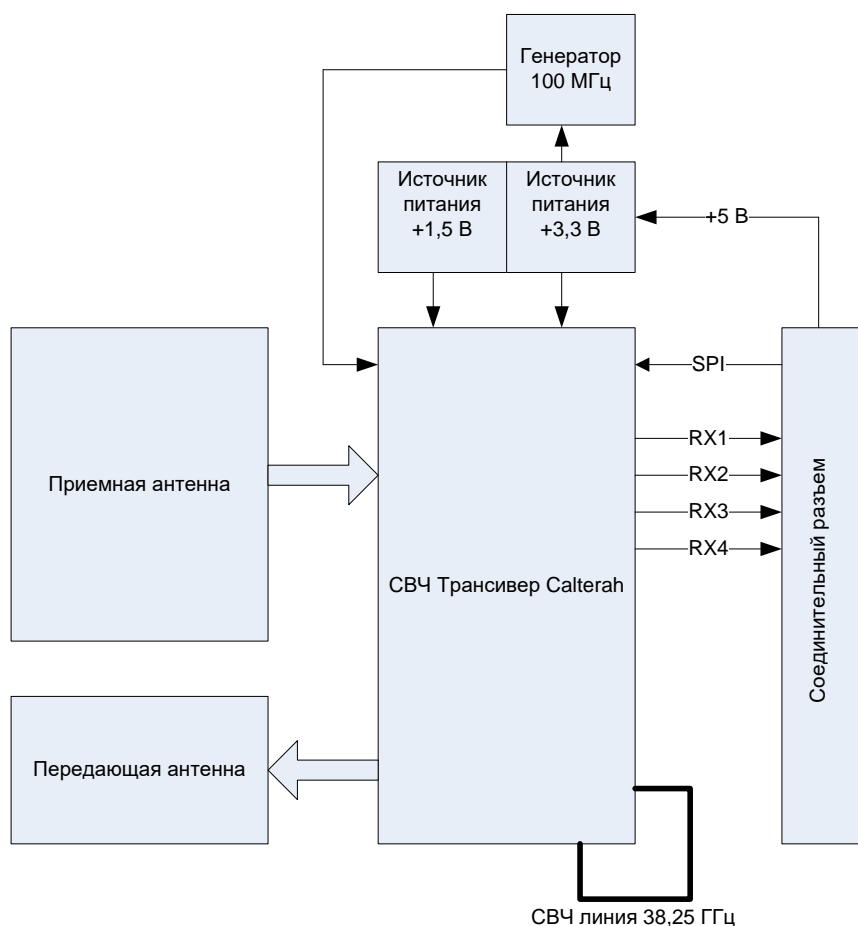 Генератор
100 МГц
Источник
питания
+1,5 В
Источник
питания
+3,3 В
+5 В
SPI
RX1
RX2
RX3
RX4
Приемная антенна
СВЧ Трансивер Calterah
Соединительный разъем
Передающая антенна
СВЧ линия 38,25 ГГц